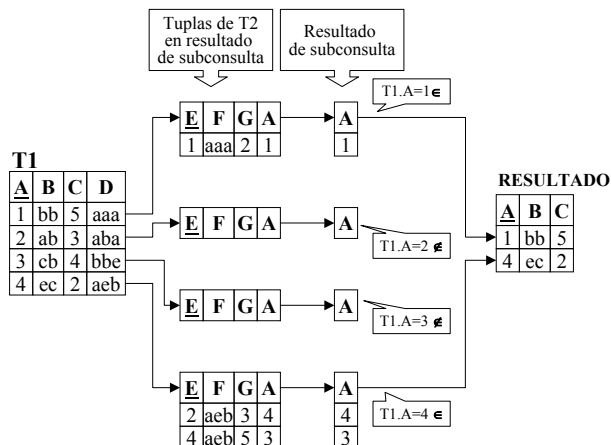 Tuplas de T2
en resultado
de subconsulta
Resultado
de subconsulta
T1.A=1∈
E F G A
1 aaa 2 1
A
1
T1
A B C D
1 bb 5 aaa
2 ab 3 aba
3 cb 4 bbe
4 ec 2 aeb
E F G A
A
T1.A=2 ∉
RESULTADO
A B C
1 bb 5
4 ec 2
E F G A
A
T1.A=3 ∉
E F G A
2 aeb 3 4
4 aeb 5 3
A
4
3
T1.A=4 ∈